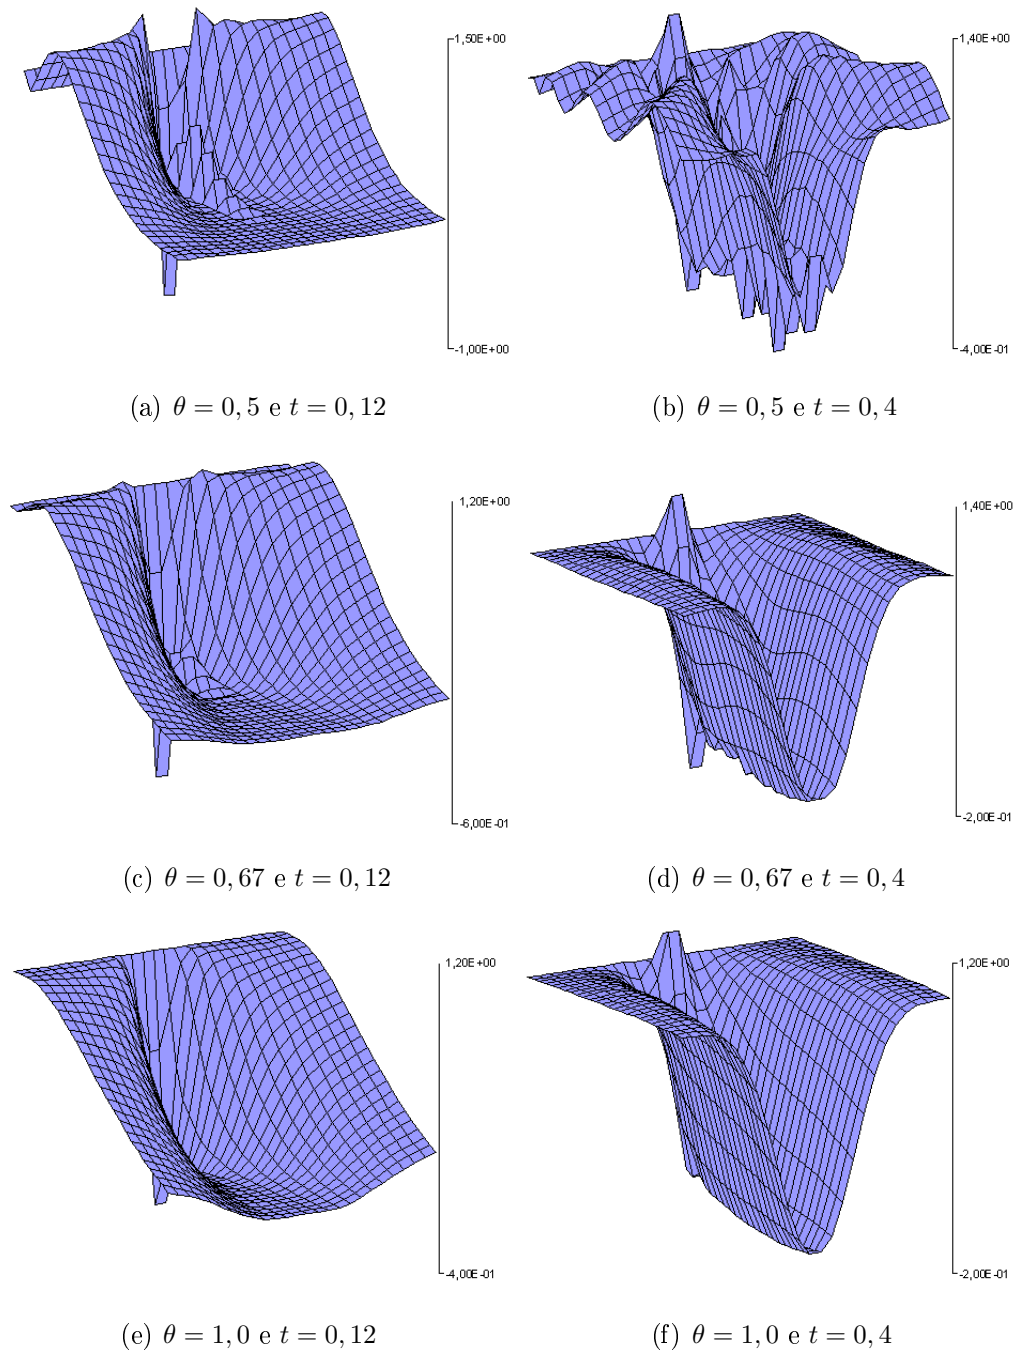 1,50E+00
-1,00E+00
1,40E+00
-4,00E-01
(a) θ = 0, 5 e t = 0, 12
(b) θ = 0, 5 e t = 0, 4
1,20E+00
-6,00E-01
1,40E+00
-2,00E-01
(c) θ = 0, 67 e t = 0, 12
(d) θ = 0, 67 e t = 0, 4
1,20E+00
-4,00E-01
1,20E+00
-2,00E-01
(e) θ = 1, 0 e t = 0, 12
(f) θ = 1, 0 e t = 0, 4